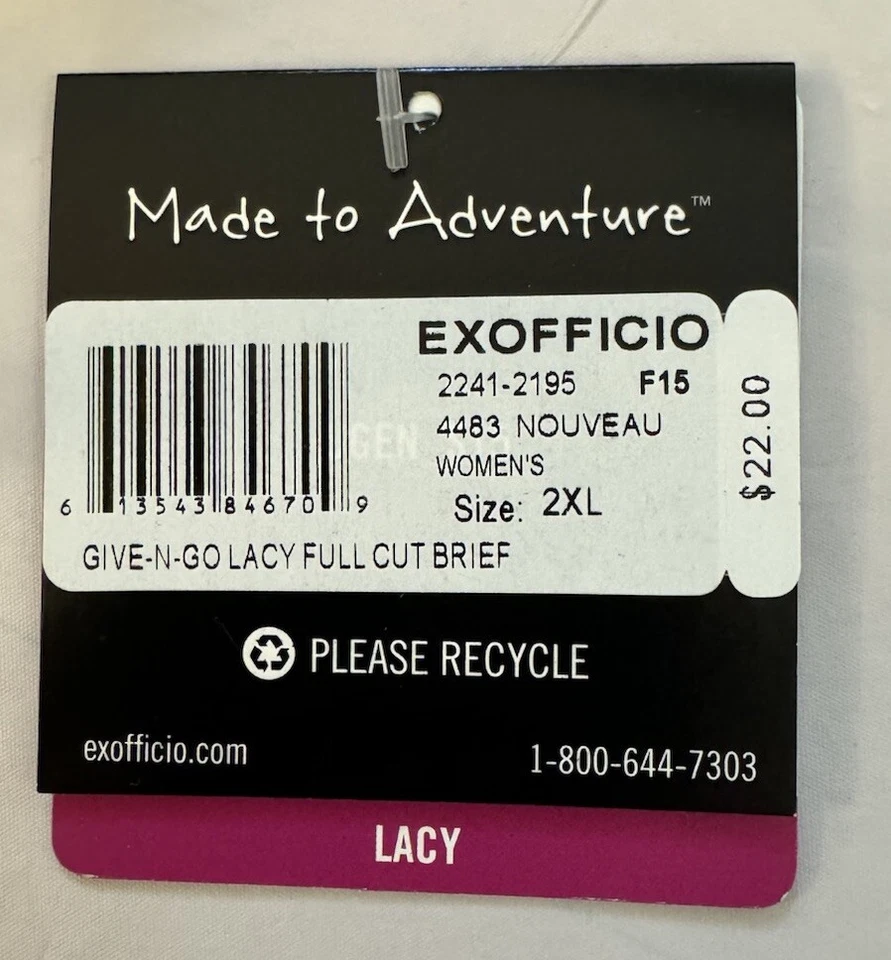 Made to Adventure™
EXOFFICIO
2241-2195 F15
4483 NOUVEAU
WOMEN'S
Size: 2XL
$22.00
6 13543 84670 9
GIVE-N-GO LACY FULL CUT BRIEF
PLEASE RECYCLE
exofficio.com 1-800-644-7303
LACY